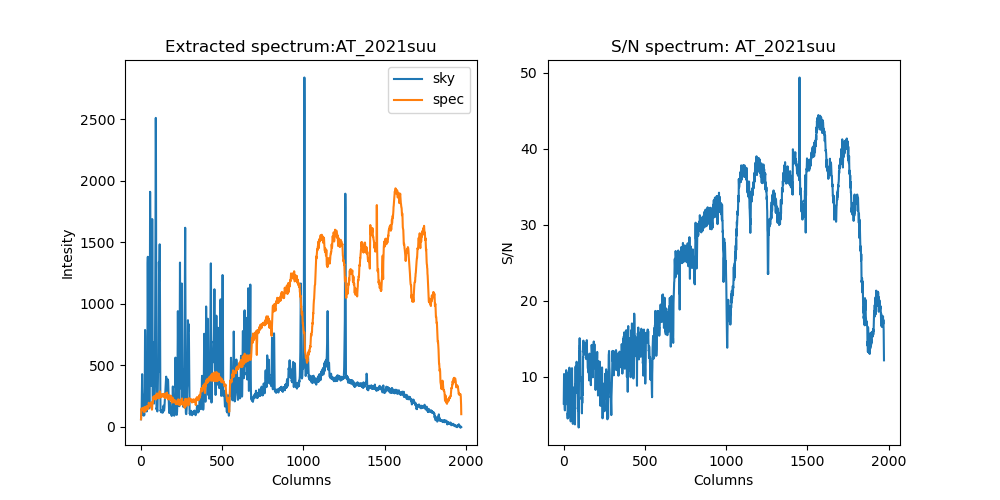 Extracted spectrum:AT_2021suu
sky
spec
2500
2000
1500
1000
500
0
Intesity
0 500 1000 1500 2000
Columns
S/N spectrum: AT_2021suu
50
40
30
20
10
S/N
0 500 1000 1500 2000
Columns